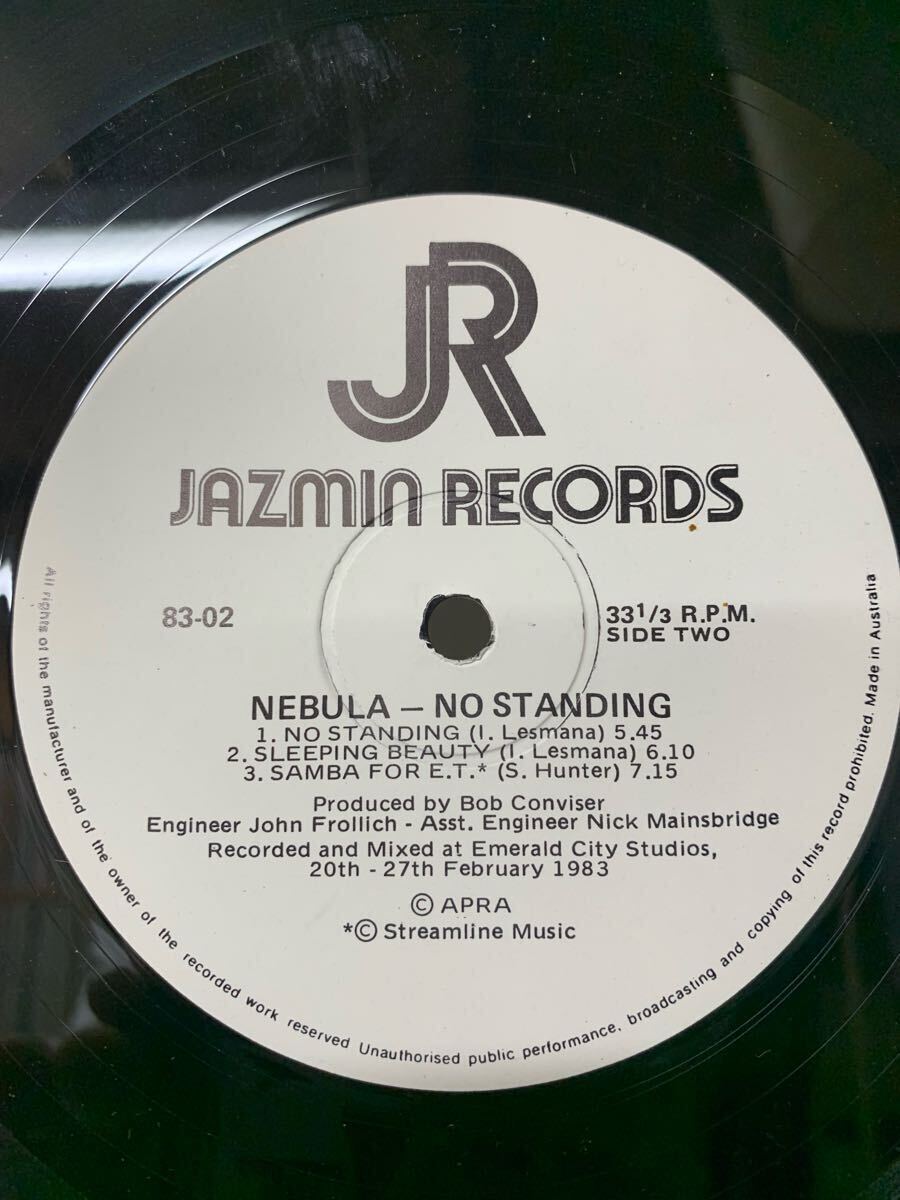 JR
JAZMIN RECORDS
83-02
33 1/3 R.P.M.
SIDE TWO
NEBULA — NO STANDING
1. NO STANDING (I. Lesmana) 5.45
2. SLEEPING BEAUTY (I. Lesmana) 6.10
3. SAMBA FOR E.T.* (S. Hunter) 7.15
Produced by Bob Conviser
Engineer John Frollich - Asst. Engineer Nick Mainsbridge
Recorded and Mixed at Emerald City Studios,
20th - 27th February 1983
© APRA
*© Streamline Music
All rights of the manufacturer and of the owner of the recorded work reserved Unauthorised public performance, broadcasting and copying of this record prohibited. Made in Australia